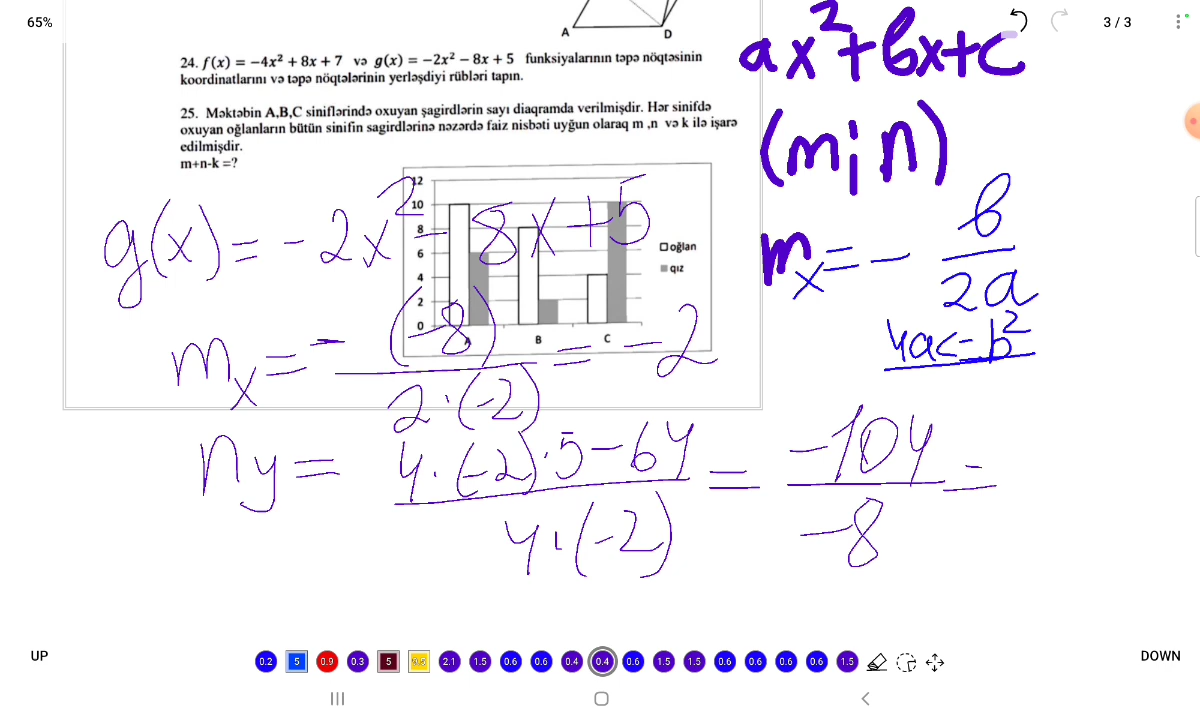 65%
3 / 3
A
D
24. f(x) = −4x² + 8x + 7 və g(x) = −2x² − 8x + 5 funksiyalarının təpə nöqtəsinin
koordinatlarını və təpə nöqtələrinin yerləşdiyi rübləri tapın.
25. Məktəbin A,B,C siniflərində oxuyan şagirdlərin sayı diaqramda verilmişdir. Hər sinifdə
oxuyan oğlanların bütün sinifin sagirdlərinə nəzərdə faiz nisbəti uyğun olaraq m ,n və k ilə işarə
edilmişdir.
m+n-k =?
12
10
8
6
4
2
0
A
B
C
oğlan
qız
ax²+bx+c
(m;n)
mx = − b
2a
4ac-b²
g(x) = -2x² - 8x+5
mx = -(-8) = -2
2·(-2)
ny = 4·(-2)·5-64 = -104 =
4·(-2) -8
UP
DOWN
0.2 5 0.9 0.3 5 2.1 1.5 0.6 0.6 0.4 0.4 0.6 1.5 1.5 0.6 0.6 0.6 0.6 1.5